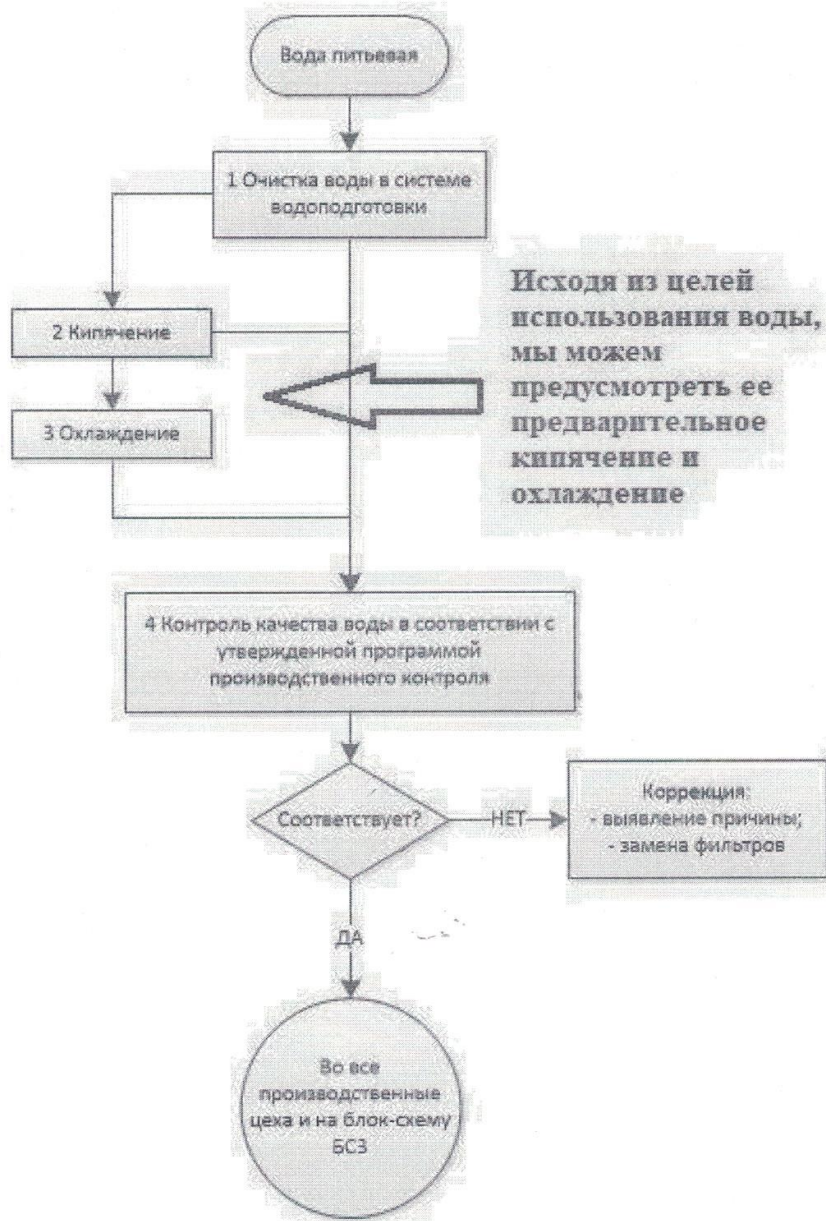 Вода питьевая
1 Очистка воды в системе
водоподготовки
Исходя из целей
использования воды,
мы можем
предусмотреть ее
предварительное
кипячение и
охлаждение
2 Кипячение
3 Охлаждение
4 Контроль качества воды в соответствии с
утвержденной программой
производственного контроля
Соответствует?
НЕТ
Коррекция:
- выявление причины;
- замена фильтров
ДА
Во все
производственные
цеха и на блок-схему
БСЗ